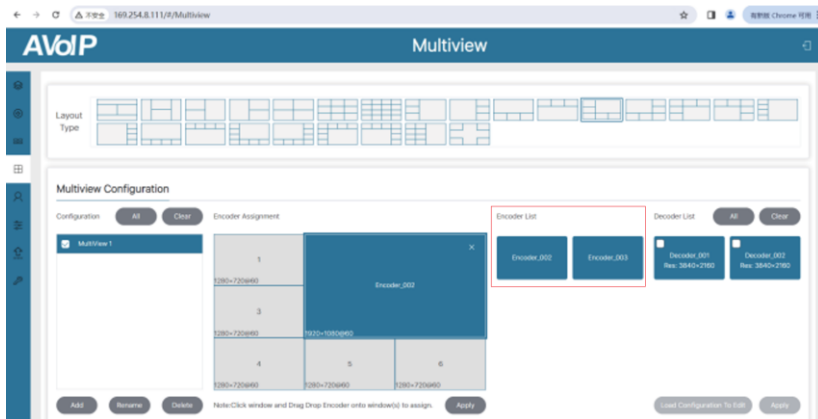 不安全 169.254.8.111/#/Multiview
有新版 Chrome 可用
AVoIP
Multiview
Layout
Type
Multiview Configuration
Configuration All Clear
Encoder Assignment
Encoder List
Decoder List All Clear
MultiView 1
1
1280×720@60
Encoder_002
1920×1080@60
3
1280×720@60
4
1280×720@60
5
1280×720@60
6
1280×720@60
Encoder_002
Encoder_003
Decoder_001
Res: 3840×2160
Decoder_002
Res: 3840×2160
Add Rename Delete
Note:Click window and Drag Drop Encoder onto window(s) to assign. Apply
Load Configuration To Edit Apply